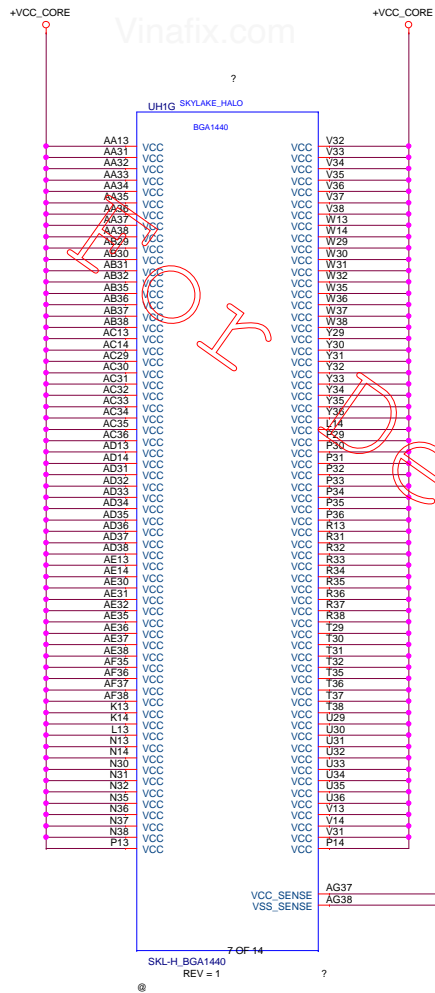 Vinafix.com
+VCC_CORE +VCC_CORE
?
UH1G SKYLAKE_HALO
BGA1440
AA13 VCC VCC V32
AA31 VCC VCC V33
AA32 VCC VCC V34
AA33 VCC VCC V35
AA34 VCC VCC V36
AA35 VCC VCC V37
AA36 VCC VCC V38
AA37 VCC VCC W13
AA38 VCC VCC W14
AB29 VCC VCC W29
AB30 VCC VCC W30
AB31 VCC VCC W31
AB32 VCC VCC W32
AB35 VCC VCC W35
AB36 VCC VCC W36
AB37 VCC VCC W37
AB38 VCC VCC W38
AC13 VCC VCC Y29
AC14 VCC VCC Y30
AC29 VCC VCC Y31
AC30 VCC VCC Y32
AC31 VCC VCC Y33
AC32 VCC VCC Y34
AC33 VCC VCC Y35
AC34 VCC VCC Y36
AC35 VCC VCC L14
AC36 VCC VCC P29
AD13 VCC VCC P30
AD14 VCC VCC P31
AD31 VCC VCC P32
AD32 VCC VCC P33
AD33 VCC VCC P34
AD34 VCC VCC P35
AD35 VCC VCC P36
AD36 VCC VCC R13
AD37 VCC VCC R31
AD38 VCC VCC R32
AE13 VCC VCC R33
AE14 VCC VCC R34
AE30 VCC VCC R35
AE31 VCC VCC R36
AE32 VCC VCC R37
AE35 VCC VCC R38
AE36 VCC VCC T29
AE37 VCC VCC T30
AE38 VCC VCC T31
AF35 VCC VCC T32
AF36 VCC VCC T35
AF37 VCC VCC T36
AF38 VCC VCC T37
K13 VCC VCC T38
K14 VCC VCC U29
L13 VCC VCC U30
N13 VCC VCC U31
N14 VCC VCC U32
N30 VCC VCC U33
N31 VCC VCC U34
N32 VCC VCC U35
N35 VCC VCC U36
N36 VCC VCC V13
N37 VCC VCC V14
N38 VCC VCC V31
P13 VCC VCC P14
VCC_SENSE AG37
VSS_SENSE AG38
7 OF 14
SKL-H_BGA1440
REV = 1 ?
@